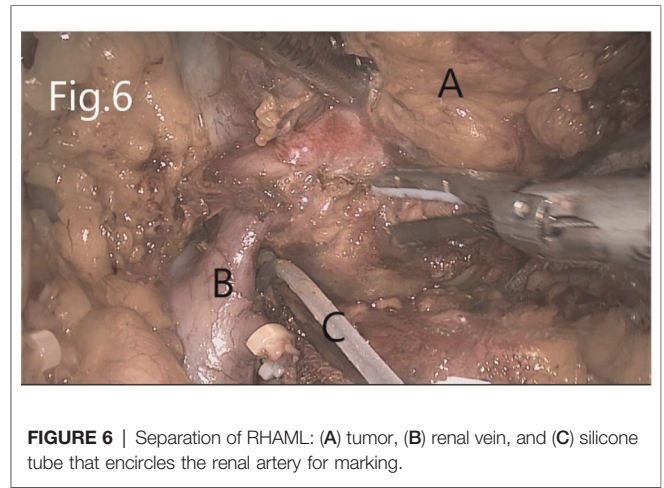 Fig.6
A
B
C
FIGURE 6 | Separation of RHAML: (A) tumor, (B) renal vein, and (C) silicone
tube that encircles the renal artery for marking.